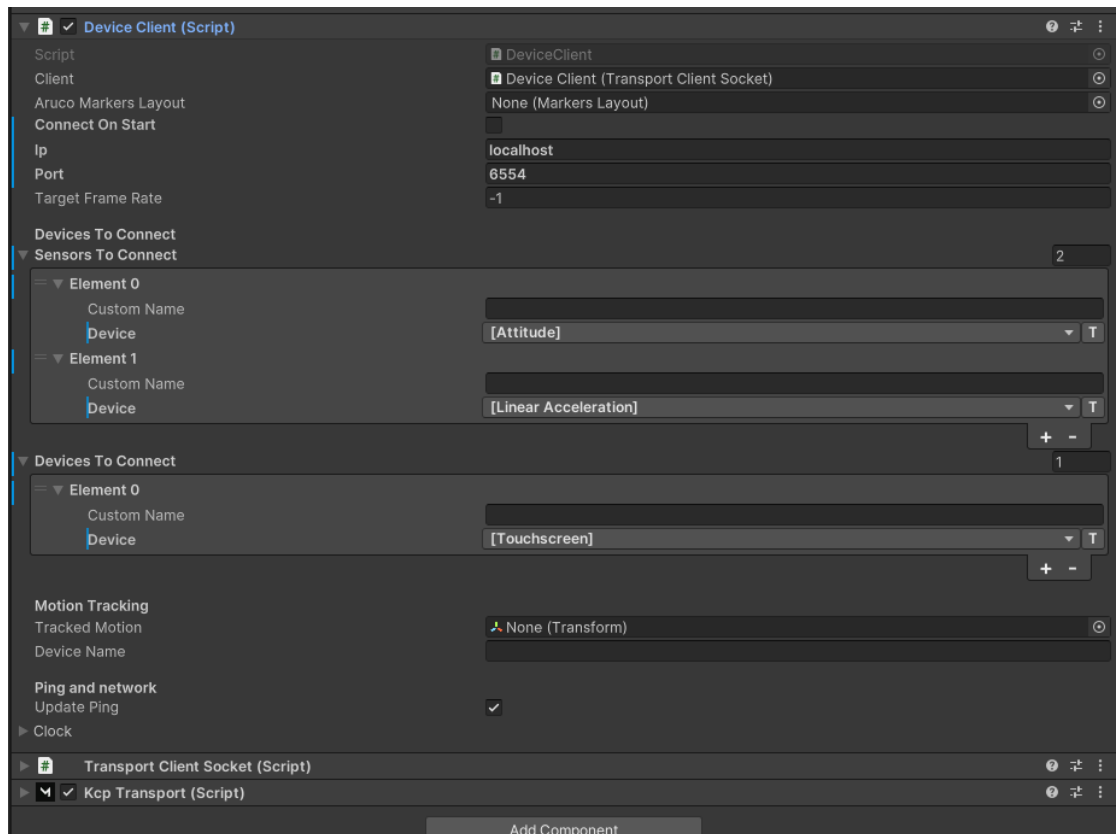 Device Client (Script)
Script DeviceClient
Client Device Client (Transport Client Socket)
Aruco Markers Layout None (Markers Layout)
Connect On Start
Ip localhost
Port 6554
Target Frame Rate -1
Devices To Connect
Sensors To Connect 2
Element 0
Custom Name
Device [Attitude] T
Element 1
Custom Name
Device [Linear Acceleration] T
+ -
Devices To Connect 1
Element 0
Custom Name
Device [Touchscreen] T
+ -
Motion Tracking
Tracked Motion None (Transform)
Device Name
Ping and network
Update Ping
Clock
# Transport Client Socket (Script)
Kcp Transport (Script)
Add Component